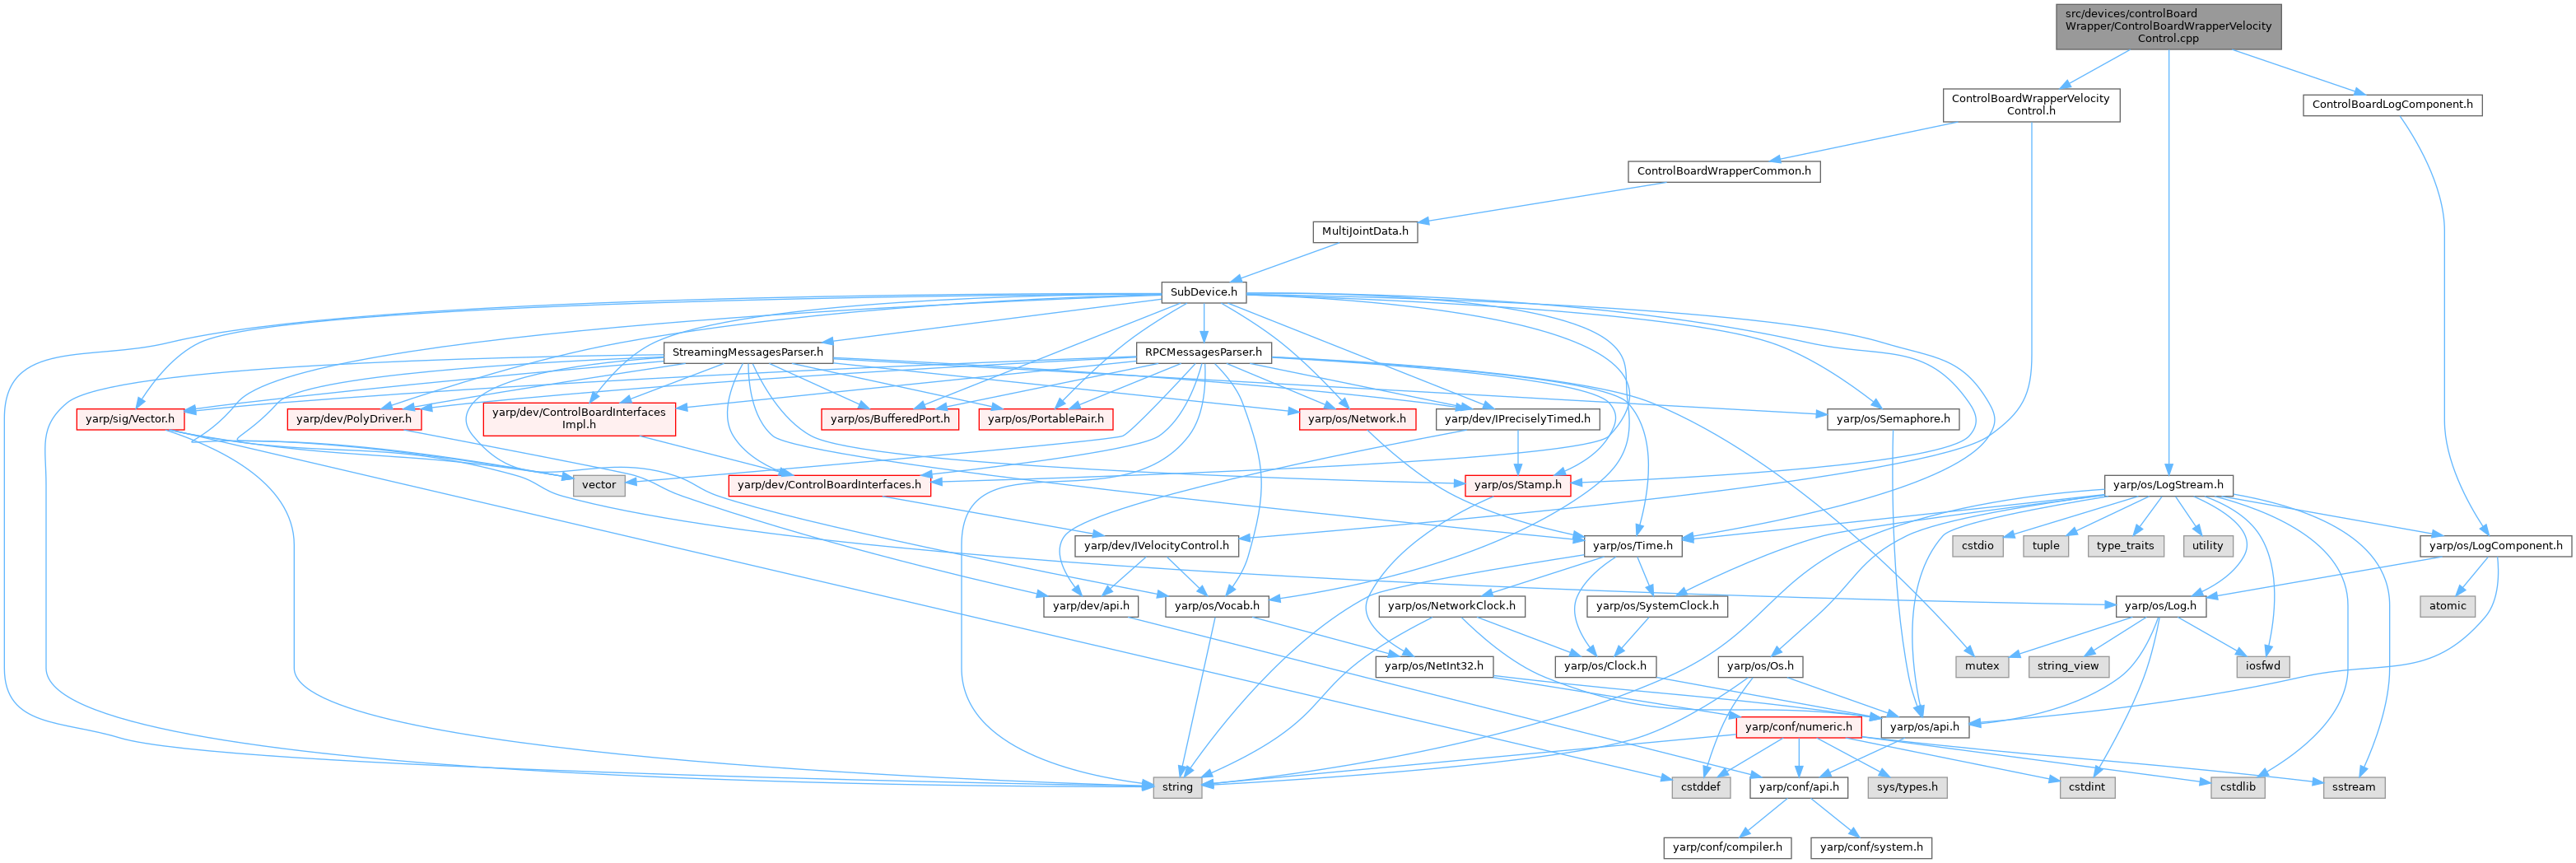 src/devices/controlBoard
Wrapper/ControlBoardWrapperVelocity
Control.cpp
ControlBoardWrapperVelocity
Control.h
ControlBoardLogComponent.h
ControlBoardWrapperCommon.h
MultiJointData.h
SubDevice.h
StreamingMessagesParser.h
RPCMessagesParser.h
yarp/sig/Vector.h
yarp/dev/PolyDriver.h
yarp/dev/ControlBoardInterfaces
Impl.h
yarp/os/BufferedPort.h
yarp/os/PortablePair.h
yarp/os/Network.h
yarp/dev/IPreciselyTimed.h
yarp/os/Semaphore.h
vector
yarp/dev/ControlBoardInterfaces.h
yarp/os/Stamp.h
yarp/os/LogStream.h
yarp/dev/IVelocityControl.h
yarp/os/Time.h
cstdio
tuple
type_traits
utility
yarp/os/LogComponent.h
yarp/dev/api.h
yarp/os/Vocab.h
yarp/os/NetworkClock.h
yarp/os/SystemClock.h
yarp/os/Log.h
atomic
yarp/os/NetInt32.h
yarp/os/Clock.h
yarp/os/Os.h
mutex
string_view
iosfwd
yarp/conf/numeric.h
yarp/os/api.h
string
cstddef
yarp/conf/api.h
sys/types.h
cstdint
cstdlib
sstream
yarp/conf/compiler.h
yarp/conf/system.h